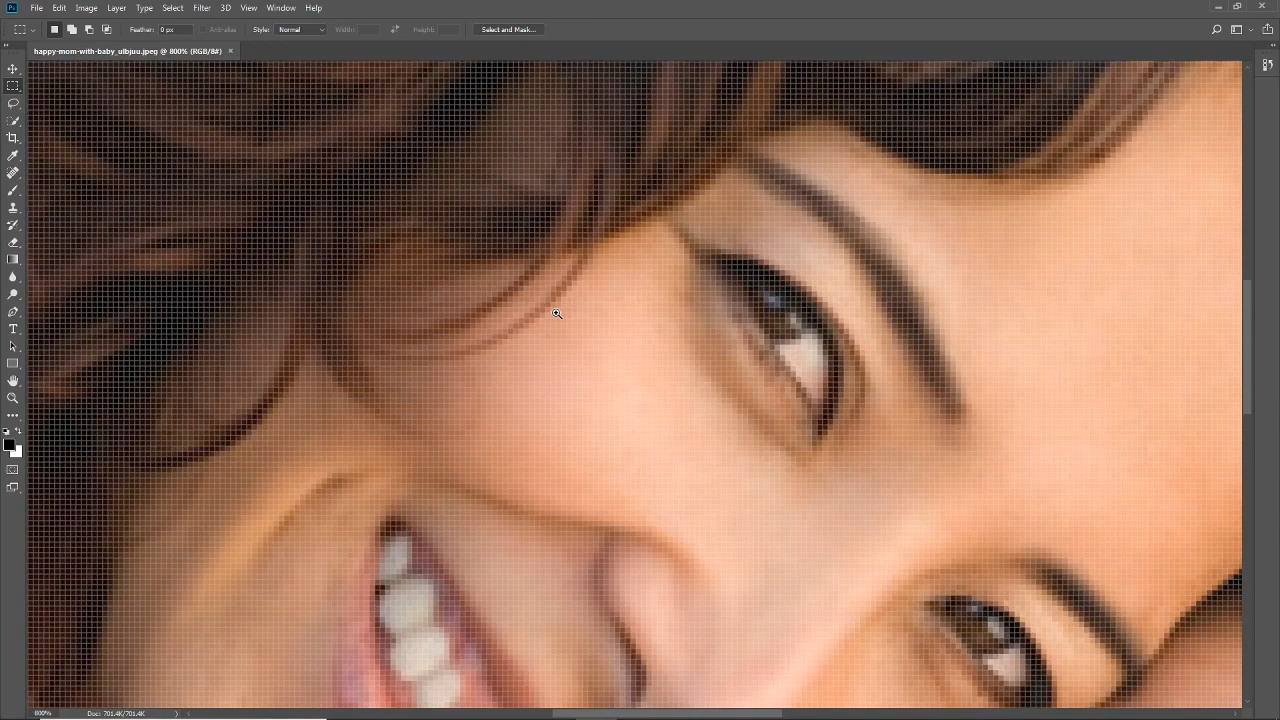 Ps File Edit Image Layer Type Select Filter 3D View Window Help
Feather: 0 px Anti-alias Style: Normal Width: Height: Select and Mask...
happy-mom-with-baby_ulbjuu.jpeg @ 800% (RGB/8#) ×
T
800% Doc: 701.4K/701.4K